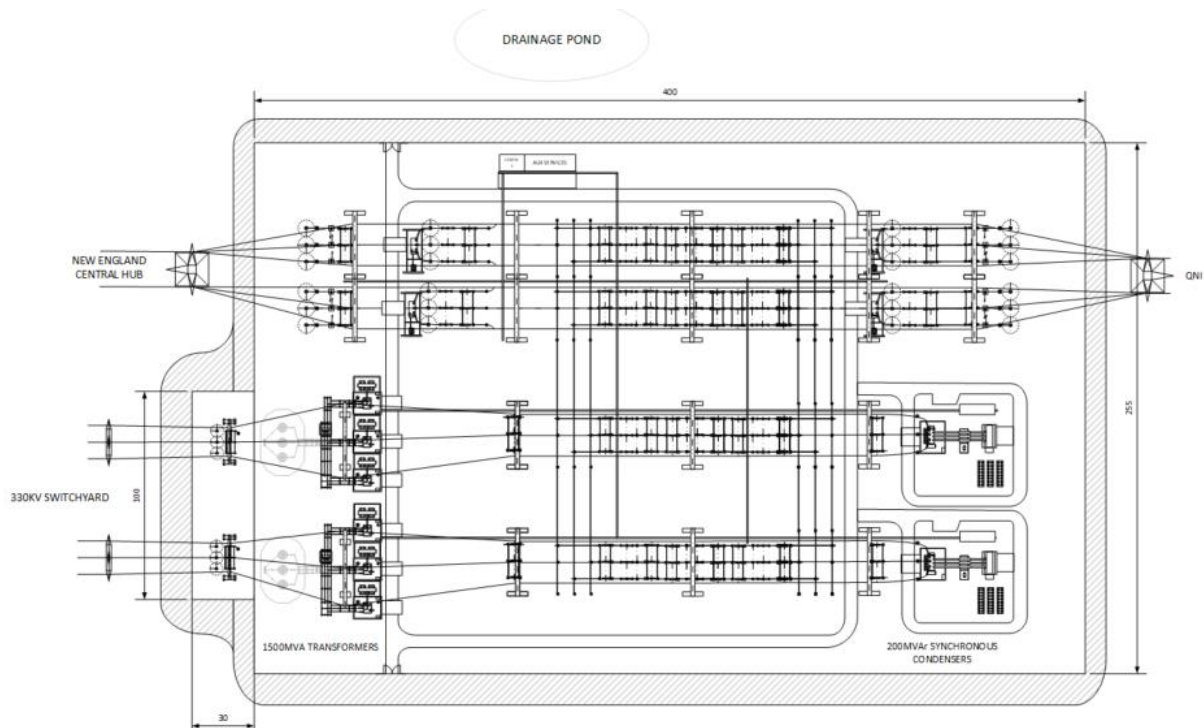 DRAINAGE POND
400
AUX SERVICES
NEW ENGLAND
CENTRAL HUB
QNI
255
330KV SWITCHYARD
100
1500MVA TRANSFORMERS
200MVAr SYNCHRONOUS
CONDENSERS
30